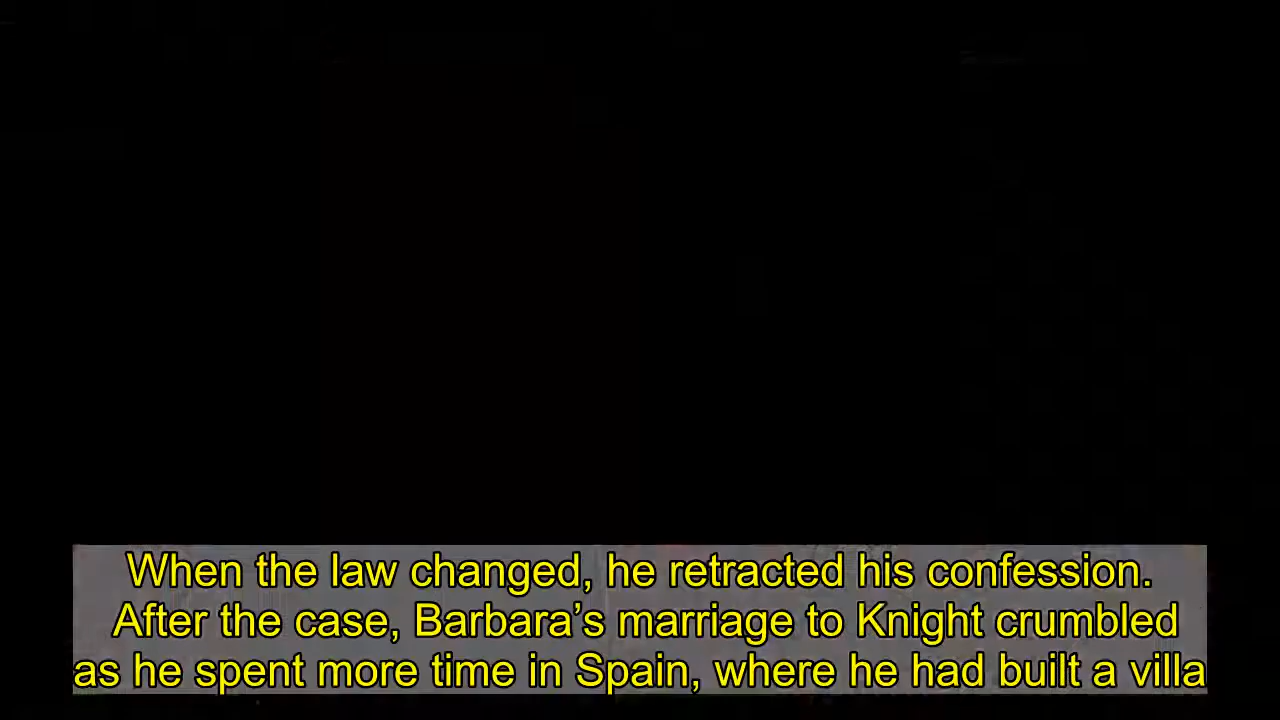 When the law changed, he retracted his confession.
After the case, Barbara’s marriage to Knight crumbled
as he spent more time in Spain, where he had built a villa